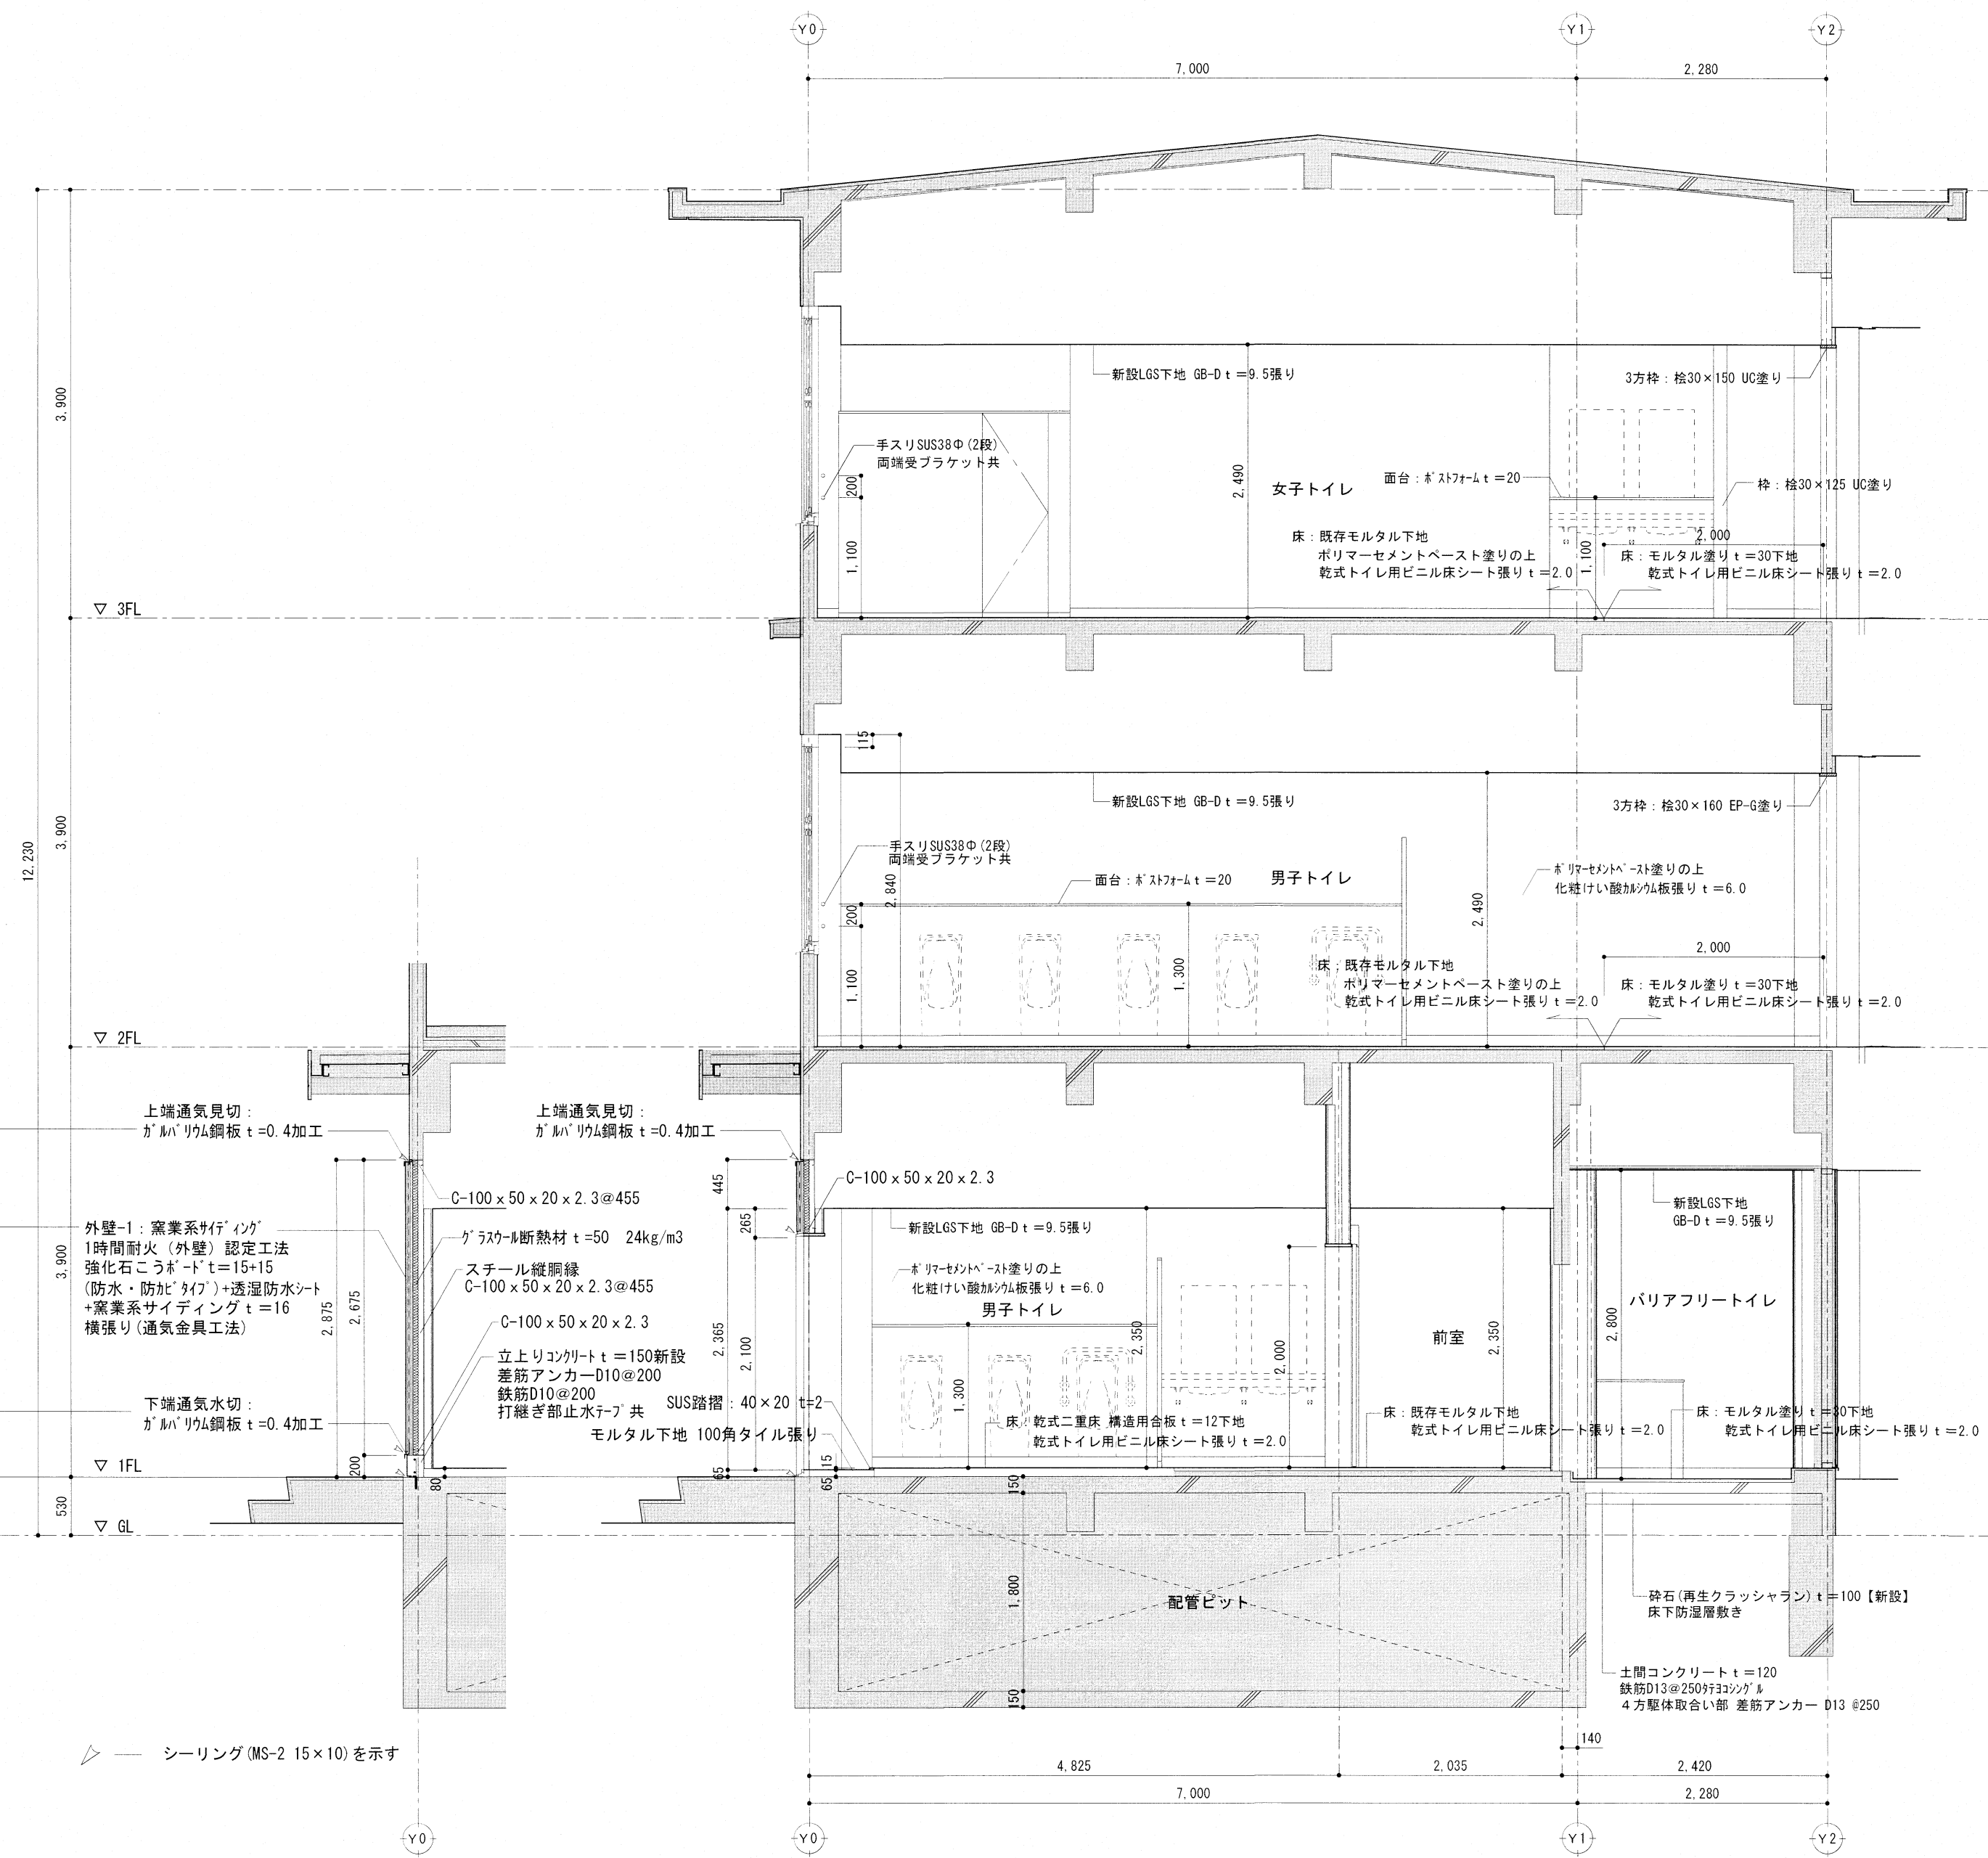 Y0
Y1
Y2
7,000
2,280
3,900
新設LGS下地 GB-D t＝9.5張り
3方枠：桧30×150 UC塗り
手スリSUS38Φ(2段)
両端受ブラケット共
200
1,100
2,490
女子トイレ
面台：ﾎﾟｽﾄﾌｫｰﾑ t＝20
枠：桧30×125 UC塗り
床：既存モルタル下地
ポリマーセメントペースト塗りの上
乾式トイレ用ビニル床シート張り t＝2.0
1,100
2,000
床：モルタル塗り t＝30下地
乾式トイレ用ビニル床シート張り t＝2.0
▽ 3FL
12,230
3,900
115
2,840
新設LGS下地 GB-D t＝9.5張り
3方枠：桧30×160 EP-G塗り
手スリSUS38Φ(2段)
両端受ブラケット共
面台：ﾎﾟｽﾄﾌｫｰﾑ t＝20
男子トイレ
2,490
ﾎﾟﾘﾏｰｾﾒﾝﾄﾍﾟｰｽﾄ塗りの上
化粧けい酸ｶﾙｼｳﾑ板張り t＝6.0
200
1,100
1,300
床：既存モルタル下地
ポリマーセメントペースト塗りの上
乾式トイレ用ビニル床シート張り t＝2.0
2,000
床：モルタル塗り t＝30下地
乾式トイレ用ビニル床シート張り t＝2.0
▽ 2FL
上端通気見切：
ｶﾞﾙﾊﾞﾘｳﾑ鋼板 t=0.4加工
上端通気見切：
ｶﾞﾙﾊﾞﾘｳﾑ鋼板 t=0.4加工
C-100ｘ50ｘ20ｘ2.3@455
C-100ｘ50ｘ20ｘ2.3
外壁-1：窯業系ｻｲﾃﾞｨﾝｸﾞ
1時間耐火（外壁）認定工法
強化石こうﾎﾞｰﾄﾞt=15+15
(防水・防ｶﾋﾞﾀｲﾌﾟ)+透湿防水ｼｰﾄ
+窯業系サイディング t＝16
横張り(通気金具工法)
3,900
2,875
2,675
200
80
ｸﾞﾗｽｳｰﾙ断熱材 t=50　24kg/m3
スチール縦胴縁
C-100ｘ50ｘ20ｘ2.3@455
C-100ｘ50ｘ20ｘ2.3
立上りｺﾝｸﾘｰﾄ t＝150新設
差筋アンカーD10@200
鉄筋D10@200
打継ぎ部止水ﾃｰﾌﾟ共
下端通気水切：
ｶﾞﾙﾊﾞﾘｳﾑ鋼板 t=0.4加工
445
265
2,365
2,100
65
SUS踏摺：40×20 t=2
モルタル下地 100角タイル張り
15
65
新設LGS下地 GB-D t＝9.5張り
ﾎﾟﾘﾏｰｾﾒﾝﾄﾍﾟｰｽﾄ塗りの上
化粧けい酸ｶﾙｼｳﾑ板張り t＝6.0
男子トイレ
1,300
2,350
2,000
床：乾式二重床 構造用合板 t＝12下地
乾式トイレ用ビニル床シート張り t＝2.0
前室
2,350
床：既存モルタル下地
乾式トイレ用ビニル床シート張り t＝2.0
新設LGS下地
GB-D t＝9.5張り
2,800
バリアフリートイレ
床：モルタル塗り t＝30下地
乾式トイレ用ビニル床シート張り t＝2.0
▽ 1FL
530
▽ GL
150
1,800
150
配管ピット
砕石(再生クラッシャラン) t＝100【新設】
床下防湿層敷き
土間コンクリート t＝120
鉄筋D13@250ﾀﾃﾖｺｼﾝｸﾞﾙ
４方駆体取合い部 差筋アンカー D13 @250
シーリング(MS-2 15×10)を示す
140
4,825
2,035
2,420
7,000
2,280
Y0
Y0
Y1
Y2